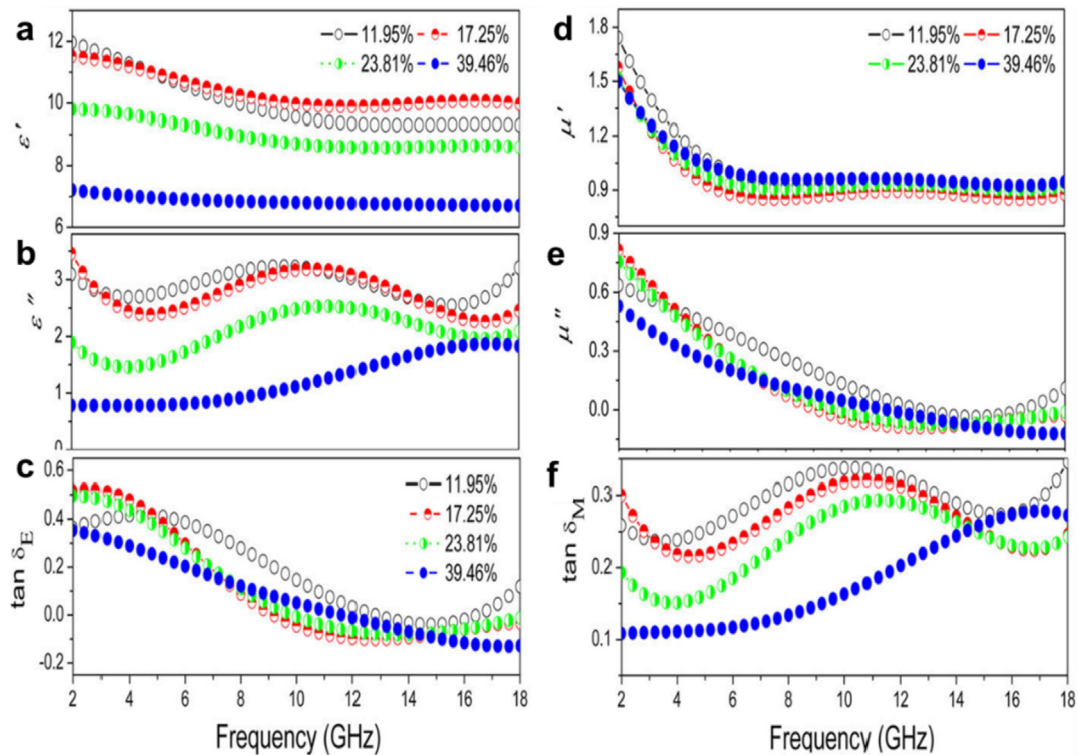 a
11.95% 17.25%
23.81% 39.46%
12
10
8
6
ε′
b
3
2
1
0
ε″
c
11.95%
17.25%
23.81%
39.46%
0.6
0.4
0.2
0.0
-0.2
tan δE
2 4 6 8 10 12 14 16 18
Frequency (GHz)
d
11.95% 17.25%
23.81% 39.46%
1.8
1.5
1.2
0.9
0.6
μ′
e
0.9
0.6
0.3
0.0
μ″
f
0.3
0.1
tan δM
2 4 6 8 10 12 14 16 18
Frequency (GHz)